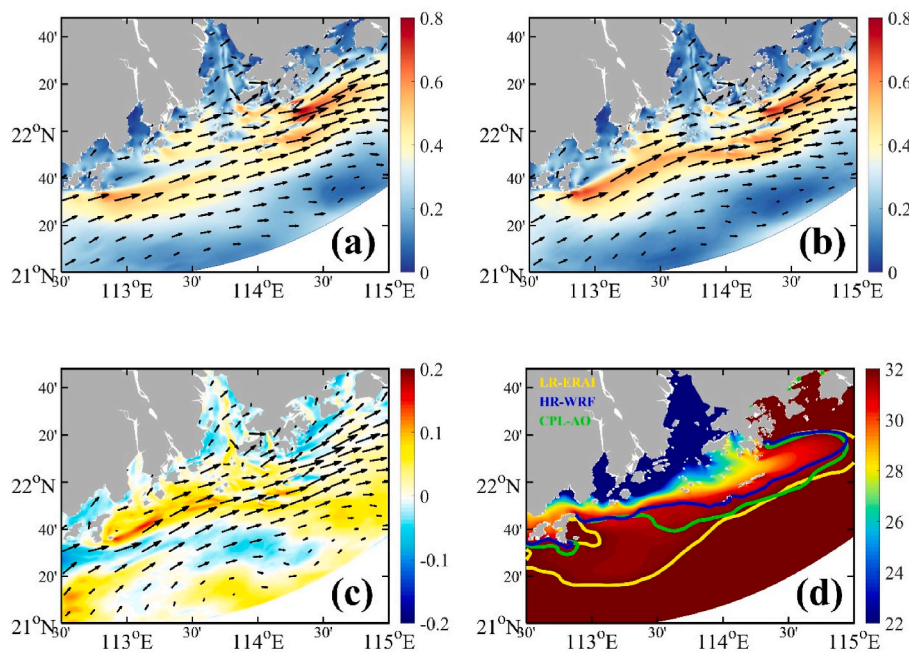 40' 20' 22°N 40' 20' 21°N
30' 113°E 30' 114°E 30' 115°E
0.8 0.6 0.4 0.2 0
(a)
40' 20' 22°N 40' 20' 21°N
30' 113°E 30' 114°E 30' 115°E
0.8 0.6 0.4 0.2 0
(b)
40' 20' 22°N 40' 20' 21°N
30' 113°E 30' 114°E 30' 115°E
0.2 0.1 0 -0.1 -0.2
(c)
LR-ERAI
HR-WRF
CPL-AO
40' 20' 22°N 40' 20' 21°N
30' 113°E 30' 114°E 30' 115°E
32 30 28 26 24 22
(d)